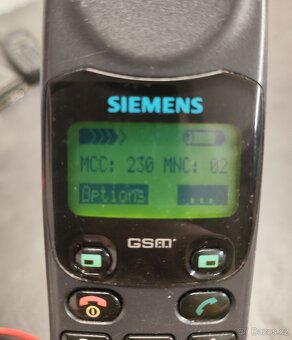 SIEMENS
MCC: 230 MNC: 02
Options ...
GSM